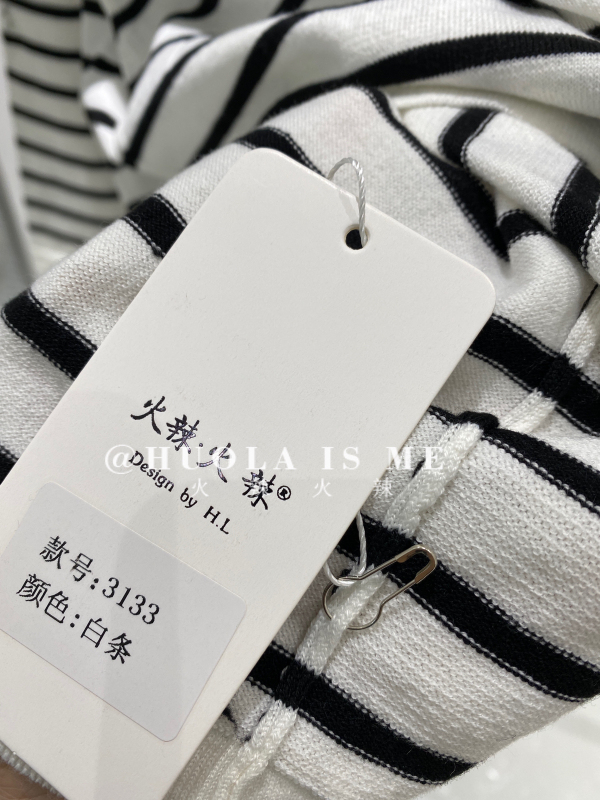 火辣·火辣®
Design by H.L
@HUOLA IS ME
火 火辣
款号:3133
颜色:白条